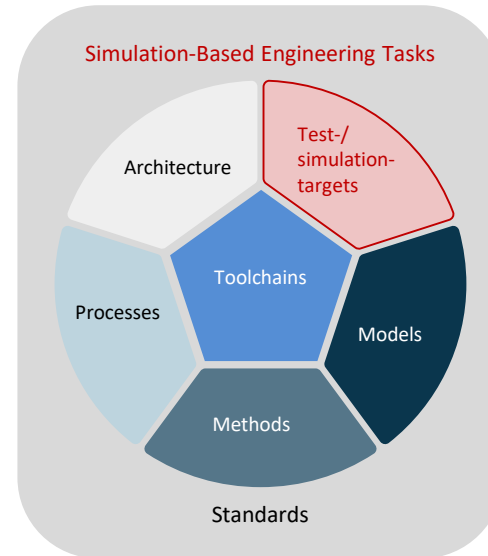 Simulation-Based Engineering Tasks
Test-/
simulation-
targets
Architecture
Toolchains
Processes
Models
Methods
Standards